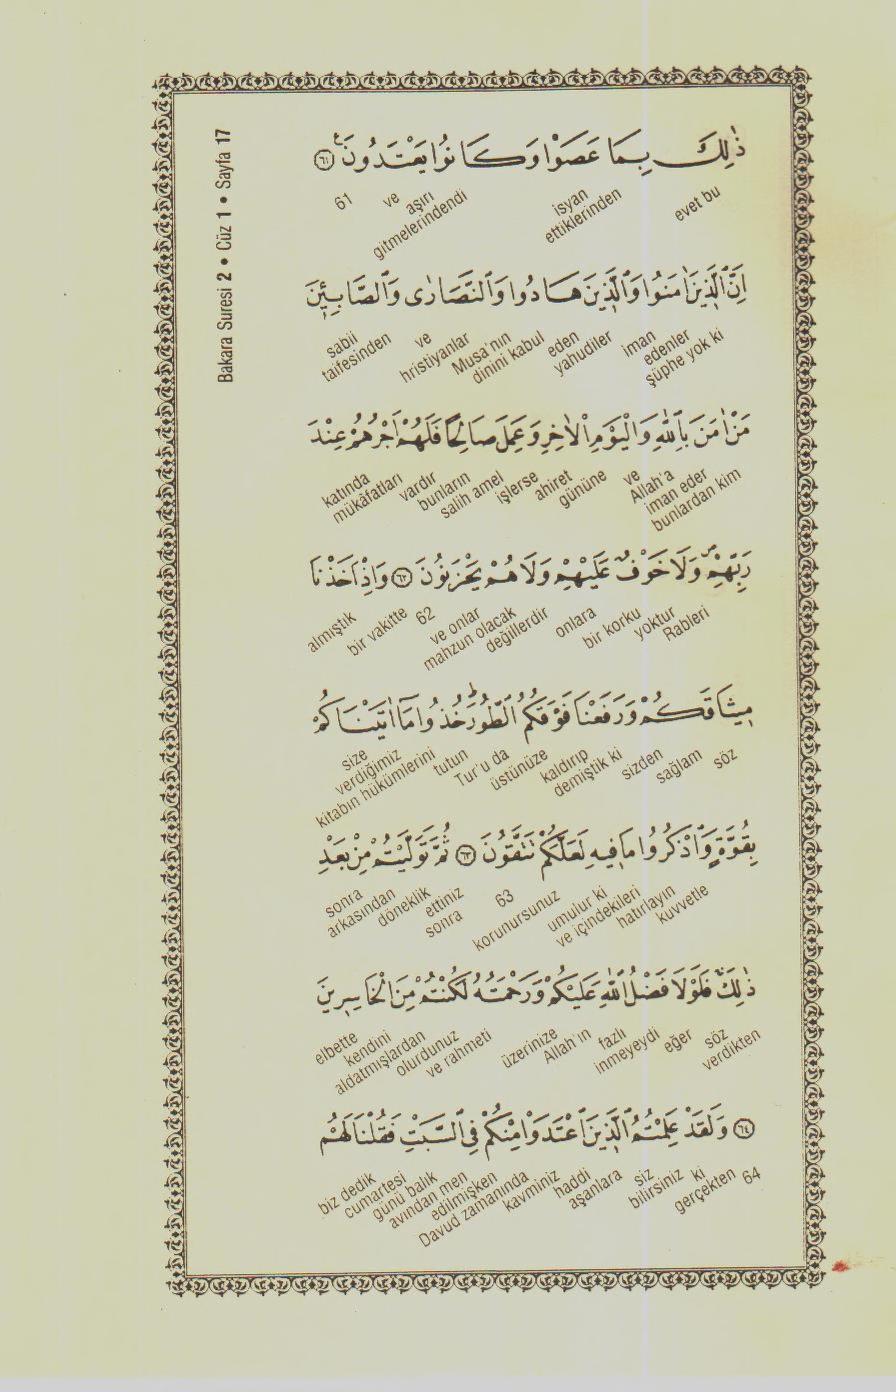 Bakara Suresi 2 • Cüz 1 • Sayfa 17
ذٰلِكَ بِمَا عَصَوْا وَكَانُوا يَعْتَدُونَ ﴿٦١﴾
evet bu
isyan
ettiklerinden
ve
aşırı
gitmelerindendi
61
اِنَّ الَّذِينَ اٰمَنُوا وَالَّذِينَ هَادُوا وَالنَّصَارٰى وَالصَّابِـِٔينَ
şüphe yok ki
iman
edenler
eden
yahudiler
Musa'nın
dinini kabul
ve
hristiyanlar
sabii
taifesinden
مَنْ اٰمَنَ بِاللّٰهِ وَالْيَوْمِ الْاٰخِرِ وَعَمِلَ صَالِحًا فَلَهُمْ اَجْرُهُمْ عِنْدَ
bunlardan kim
iman eder
Allah'a
ve
ahiret
gününe
işlerse
salih amel
bunların
vardır
mükâfatları
katında
رَبِّهِمْ وَلَا خَوْفٌ عَلَيْهِمْ وَلَا هُمْ يَحْزَنُونَ ﴿٦٢﴾ وَاِذْ اَخَذْنَا
Rableri
yoktur
bir korku
onlara
ve onlar
mahzun olacak
değillerdir
62
bir vakitte
almıştık
مِيثَاقَكُمْ وَرَفَعْنَا فَوْقَكُمُ الطُّورَ خُذُوا مَا اٰتَيْنَاكُمْ
söz
sağlam
sizden
kaldırıp
demiştik ki
üstünüze
Tur'u da
tutun
size
verdiğimiz
kitabın hükümlerini
بِقُوَّةٍ وَاذْكُرُوا مَا فِيهِ لَعَلَّكُمْ تَتَّقُونَ ﴿٦٣﴾ ثُمَّ تَوَلَّيْتُمْ مِنْ بَعْدِ
kuvvetle
hatırlayın
ve içindekileri
umulur ki
korunursunuz
63
sonra
ettiniz
döneklik
arkasından
sonra
ذٰلِكَ فَلَوْلَا فَضْلُ اللّٰهِ عَلَيْكُمْ وَرَحْمَتُهُ لَكُنْتُمْ مِنَ الْخَاسِرِينَ
söz
verdikten
eğer
fazlı
inmeyeydi
Allah'ın
üzerinize
ve rahmeti
olurdunuz
aldatmışlardan
kendini
elbette
﴿٦٤﴾ وَلَقَدْ عَلِمْتُمُ الَّذِينَ اعْتَدَوْا مِنْكُمْ فِي السَّبْتِ فَقُلْنَا لَهُمْ
64
gerçekten
ki
bilirsiniz
siz
aşanlara
haddi
kavminiz
Davud zamanında
edilmişken
avından men
günü balık
cumartesi
biz dedik